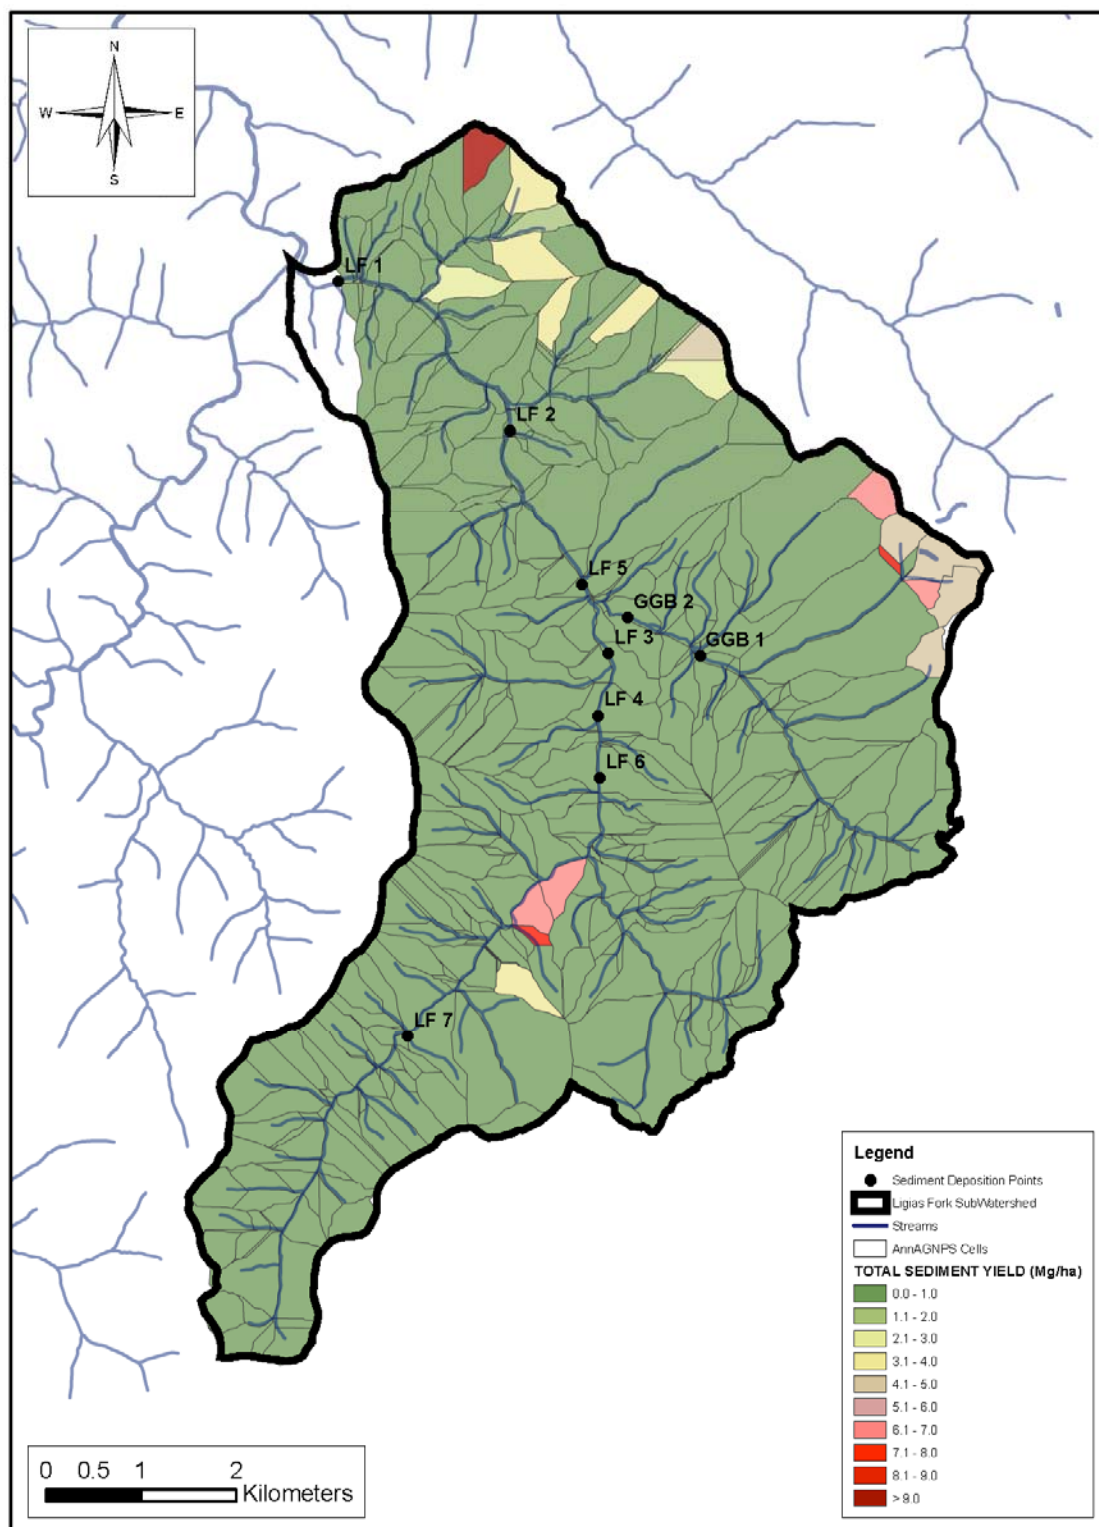 N
W E
S
LF 1
LF 2
LF 5
GGB 2
LF 3
GGB 1
LF 4
LF 6
LF 7
Legend
Sediment Deposition Points
Ligias Fork SubWatershed
Streams
AnnAGNPS Cells
TOTAL SEDIMENT YIELD (Mg/ha)
0.0 - 1.0
1.1 - 2.0
2.1 - 3.0
3.1 - 4.0
4.1 - 5.0
5.1 - 6.0
6.1 - 7.0
7.1 - 8.0
8.1 - 9.0
> 9.0
0 0.5 1 2
Kilometers